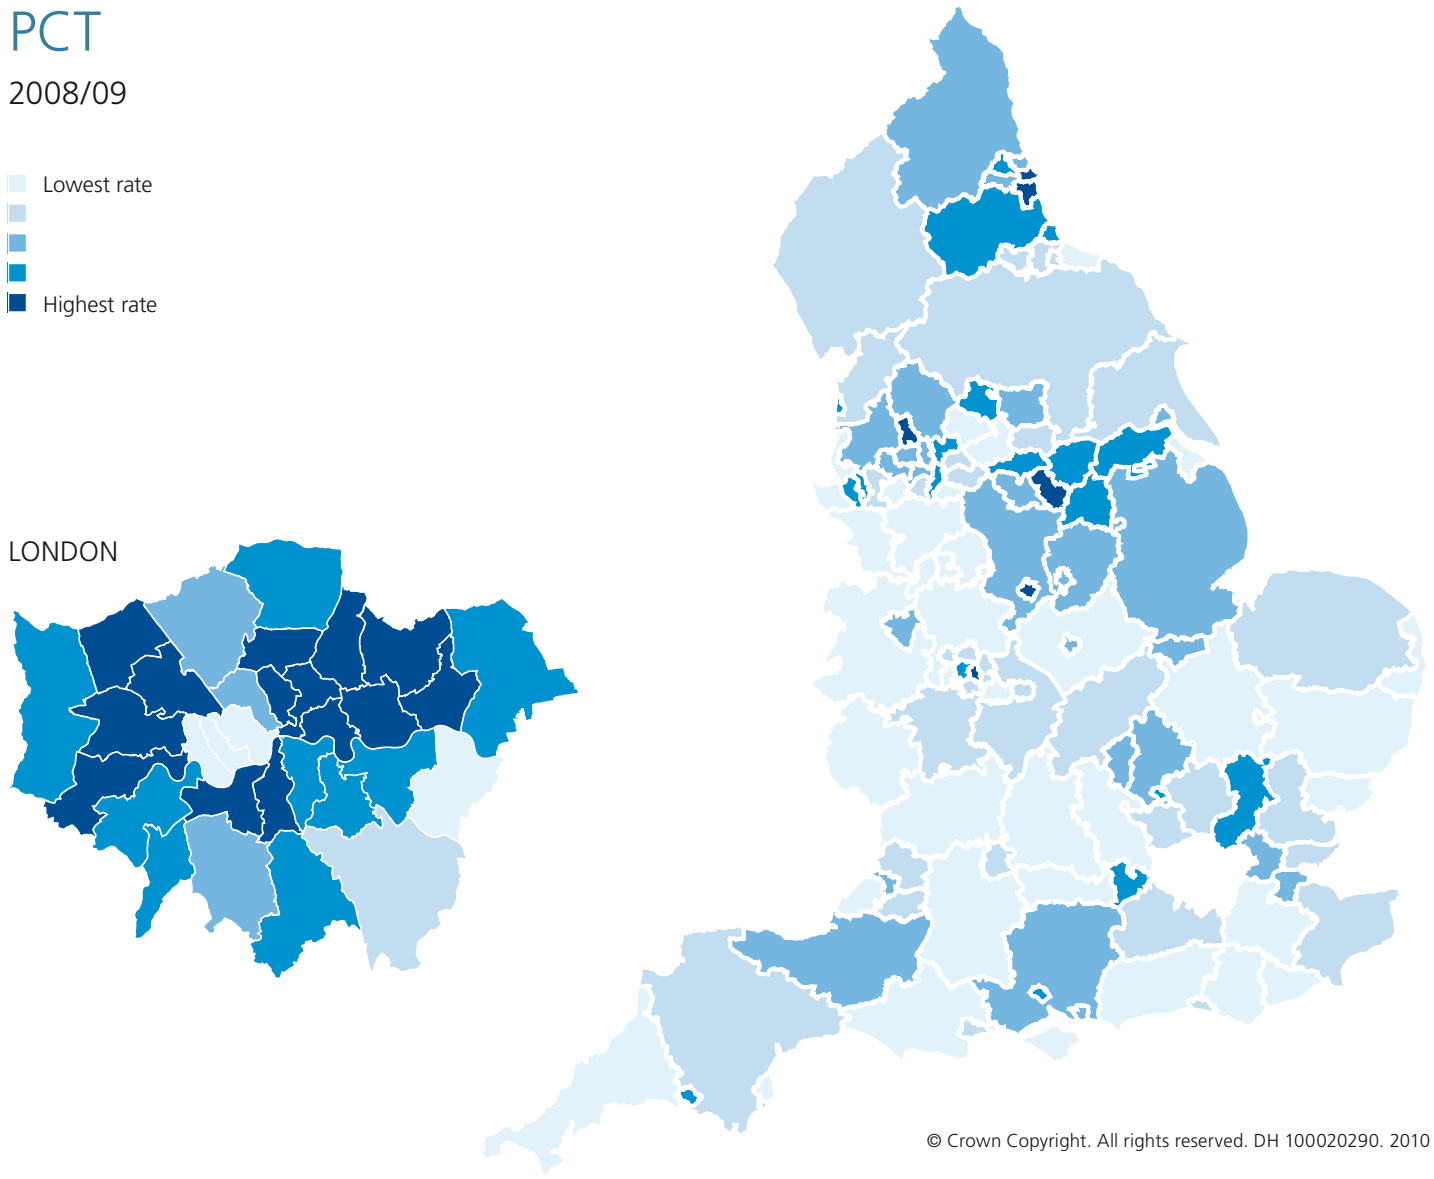 PCT
2008/09
Lowest rate
Highest rate
LONDON
© Crown Copyright. All rights reserved. DH 100020290. 2010